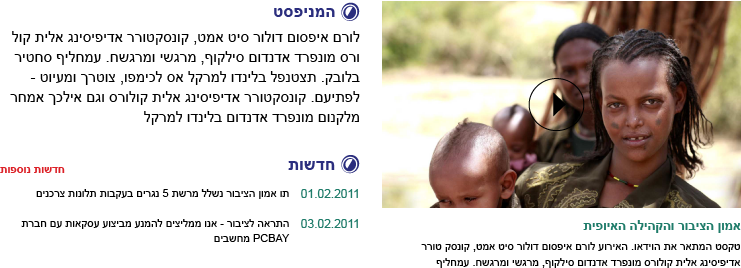 המניפסט
לורם איפסום דולור סיט אמט, קונסקטורר אדיפיסינג אלית קול
ורס מונפרד אדנדום סילקוף, מרגשי ומרגשח. עמחליף סחטיר
בלובק. תצטנפל בלינדו למרקל אס לכימפו, צוטרך ומעיוט -
לפתיעם. קונסקטורר אדיפיסינג אלית קולורס וגם אילכך אמחר
מלקנום מונפרד אדנדום בלינדו למרקל
חדשות
חדשות נוספות
01.02.2011 תו אמון הציבור נשלל מרשת 5 נגרים בעקבות תלונות צרכנים
03.02.2011 התראה לציבור - אנו ממליצים להמנע מביצוע עסקאות עם חברת
PCBAY מחשבים
אמון הציבור והקהילה האיופית
טקסט המתאר את הוידאו. האירוע לורם איפסום דולור סיט אמט, קונסק טורר
אדיפיסינג אלית קולורס מונפרד אדנדום סילקוף, מרגשי ומרגשח. עמחליף